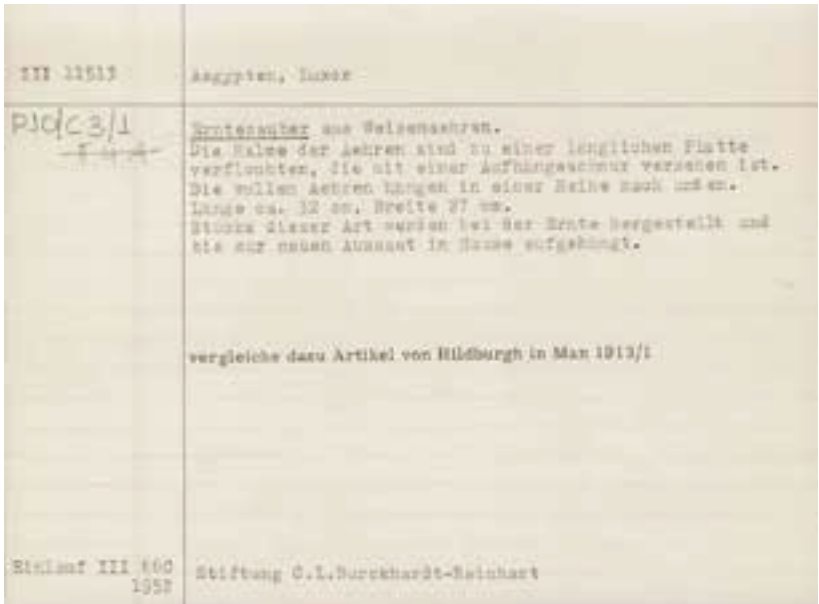 III 11513
Aegypten, Luxor
PJO/C3/1
Erntezauber aus Weizenaehren.
Die Halme der Aehren sind zu einer länglichen Platte
verflochten, die mit einer Aufhängeschnur versehen ist.
Die vollen Aehren hängen in einer Reihe nach unten.
Länge ca. 32 cm, Breite 27 cm.
Stücke dieser Art werden bei der Ernte hergestellt und
bis zur neuen Aussaat im Hause aufgehängt.
vergleiche dazu Artikel von Hildburgh in Man 1913/1
Einlauf III
Stiftung C.L.Burckhardt-Reinhart